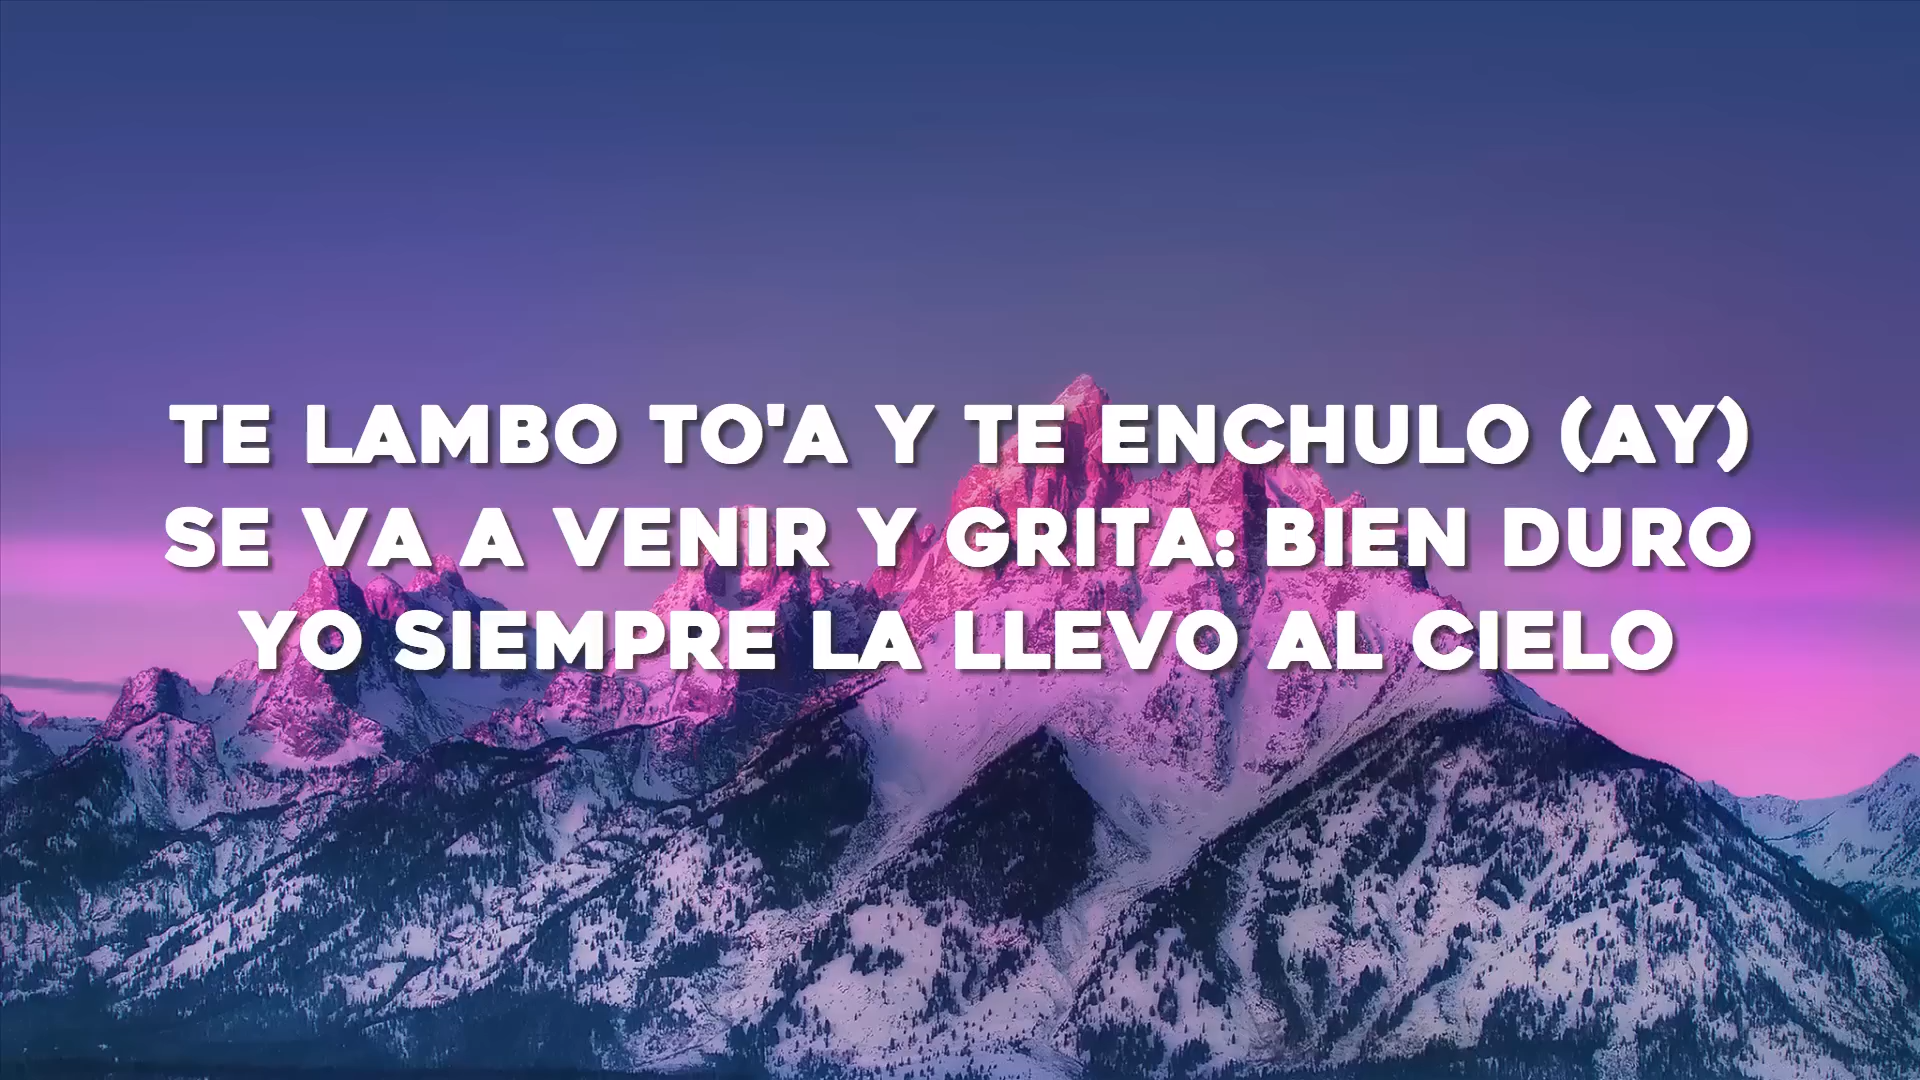 TE LAMBO TO'A Y TE ENCHULO (AY)
SE VA A VENIR Y GRITA: BIEN DURO
YO SIEMPRE LA LLEVO AL CIELO